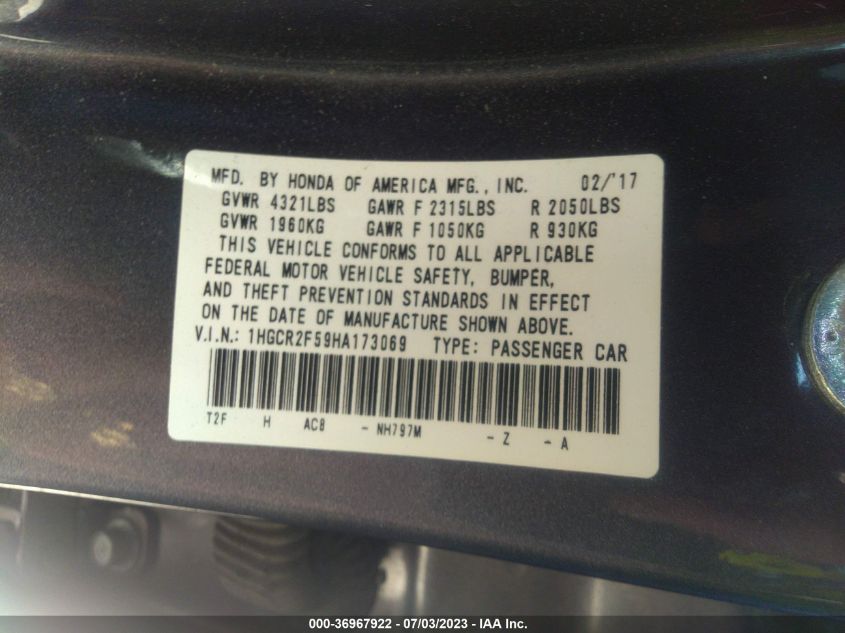 MFD. BY HONDA OF AMERICA MFG., INC. 02/'17
GVWR 4321LBS GAWR F 2315LBS R 2050LBS
GVWR 1960KG GAWR F 1050KG R 930KG
THIS VEHICLE CONFORMS TO ALL APPLICABLE
FEDERAL MOTOR VEHICLE SAFETY, BUMPER,
AND THEFT PREVENTION STANDARDS IN EFFECT
ON THE DATE OF MANUFACTURE SHOWN ABOVE.
V.I.N.: 1HGCR2F59HA173069 TYPE: PASSENGER CAR
T2F H AC8 - NH797M - Z - A
000-36967922 / 07/03/2023 - IAA Inc.